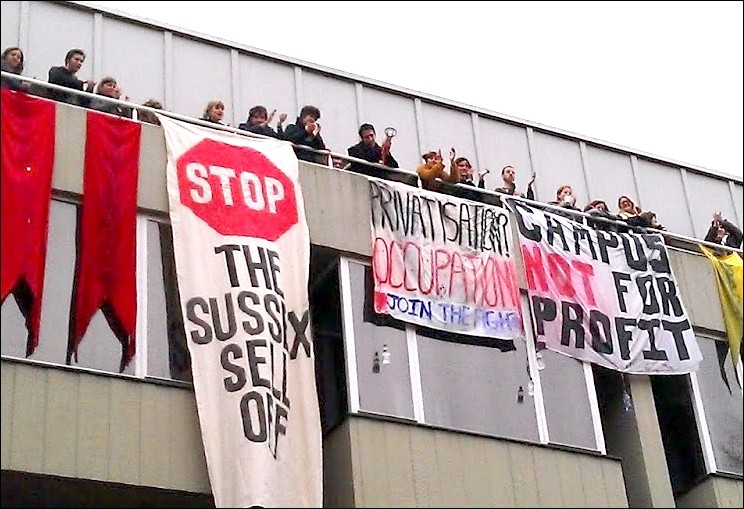 STOP
THE
SUSSEX
SELL
OFF
PRIVATISATION?
OCCUPATION!
JOIN THE FIGHT
CAMPUS
NOT FOR
PROFIT